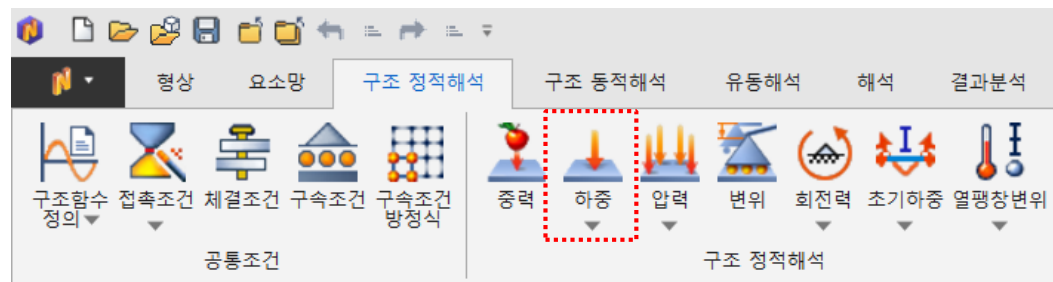 형상 요소망 구조 정적해석 구조 동적해석 유동해석 해석 결과분석
구조함수 접촉조건 체결조건 구속조건 구속조건 중력 하중 압력 변위 회전력 초기하중 열팽창변위
정의 방정식
공통조건 구조 정적해석